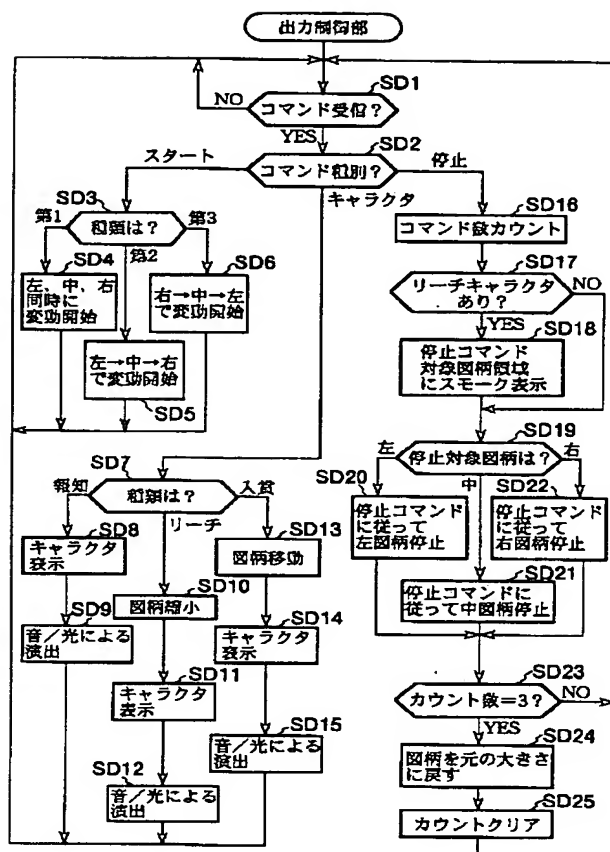 出力制御部
SD1
コマンド受信？
NO
YES
SD2
コマンド種別？
スタート
停止
キャラクタ
SD3
種類は？
第1
第2
第3
SD4
左、中、右
同時に
変動開始
SD6
右→中→左
で変動開始
左→中→右
で変動開始
SD5
SD16
コマンド数カウント
SD17
リーチキャラクタ
あり？
NO
YES
SD18
停止コマンド
対象図柄領域
にスモーク表示
SD7
種類は？
報知
リーチ
入賞
SD8
キャラクタ
表示
SD9
音／光による
演出
SD10
図柄縮小
SD11
キャラクタ
表示
SD12
音／光による
演出
SD13
図柄移動
SD14
キャラクタ
表示
SD15
音／光による
演出
SD19
停止対象図柄は？
左
中
右
SD20
停止コマンド
に従って
左図柄停止
SD22
停止コマンド
に従って
右図柄停止
SD21
停止コマンドに
従って中図柄停止
SD23
カウント数=3？
NO
YES
SD24
図柄を元の大きさ
に戻す
SD25
カウントクリア